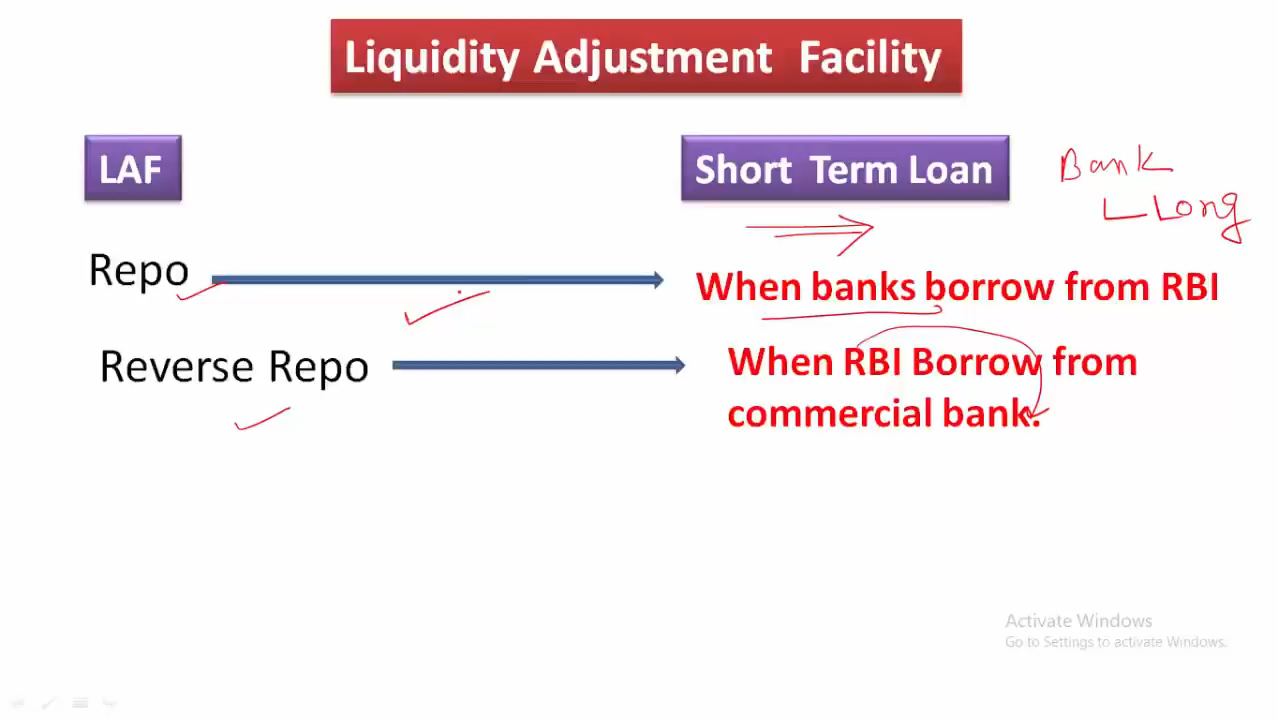 Liquidity Adjustment Facility
LAF
Short Term Loan
Bank
Long
Repo
When banks borrow from RBI
Reverse Repo
When RBI Borrow from
commercial bank.
Activate Windows
Go to Settings to activate Windows.